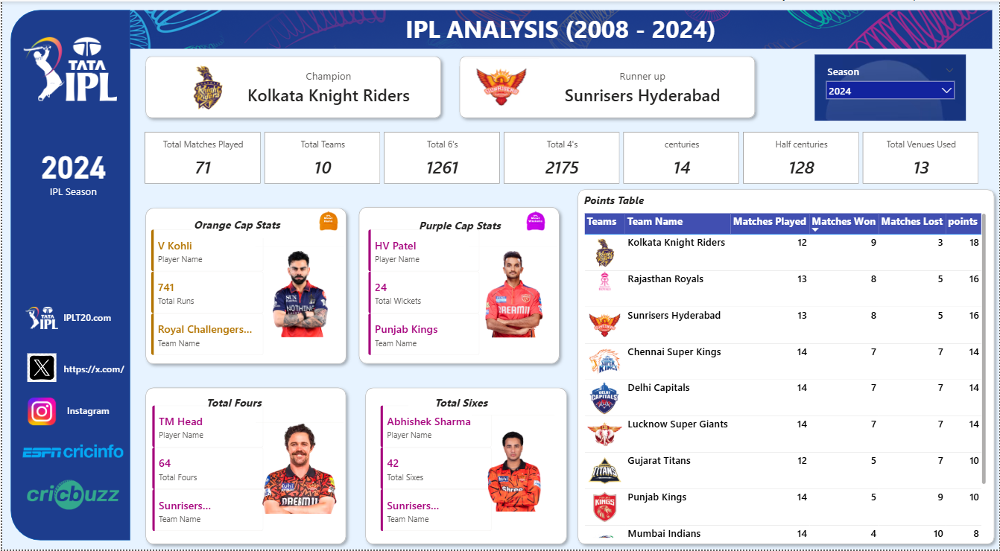 IPL ANALYSIS (2008 - 2024)
TATA
IPL
Champion
Kolkata Knight Riders
Runner up
Sunrisers Hyderabad
Season
2024
2024
IPL Season
Total Matches Played
71
Total Teams
10
Total 6's
1261
Total 4's
2175
centuries
14
Half centuries
128
Total Venues Used
13
Orange Cap Stats
V Kohli
Player Name
741
Total Runs
Royal Challengers...
Team Name
Purple Cap Stats
HV Patel
Player Name
24
Total Wickets
Punjab Kings
Team Name
Total Fours
TM Head
Player Name
64
Total Fours
Sunrisers...
Team Name
Total Sixes
Abhishek Sharma
Player Name
42
Total Sixes
Sunrisers...
Team Name
Points Table
Teams Team Name Matches Played Matches Won Matches Lost points
Kolkata Knight Riders 12 9 3 18
Rajasthan Royals 13 8 5 16
Sunrisers Hyderabad 13 8 5 16
Chennai Super Kings 14 7 7 14
Delhi Capitals 14 7 7 14
Lucknow Super Giants 14 7 7 14
Gujarat Titans 12 5 7 10
Punjab Kings 14 5 9 10
Mumbai Indians 14 4 10 8
TATA
IPL
IPLT20.com
https://x.com/
Instagram
ESPN cricinfo
cricbuzz